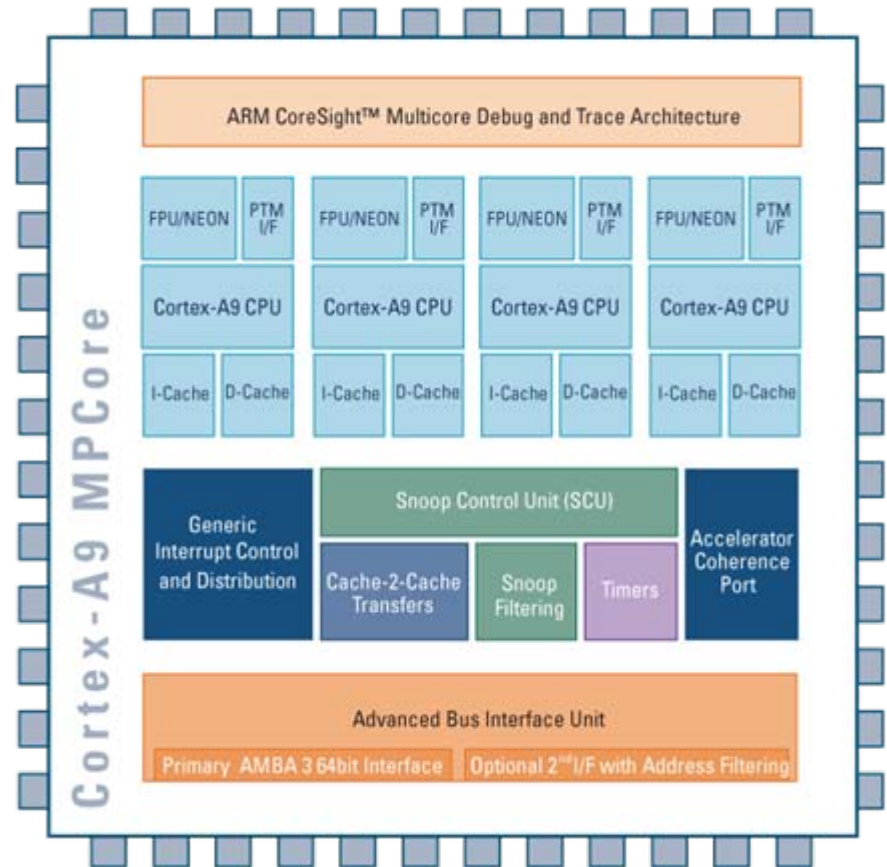 ARM CoreSight™ Multicore Debug and Trace Architecture
FPU/NEON
PTM
I/F
FPU/NEON
PTM
I/F
FPU/NEON
PTM
I/F
FPU/NEON
PTM
I/F
Cortex-A9 CPU
Cortex-A9 CPU
Cortex-A9 CPU
Cortex-A9 CPU
I-Cache
D-Cache
I-Cache
D-Cache
I-Cache
D-Cache
I-Cache
D-Cache
Cortex-A9 MPCore
Generic
Interrupt Control
and Distribution
Snoop Control Unit (SCU)
Cache-2-Cache
Transfers
Snoop
Filtering
Timers
Accelerator
Coherence
Port
Advanced Bus Interface Unit
Primary AMBA 3 64bit Interface
Optional 2nd I/F with Address Filtering